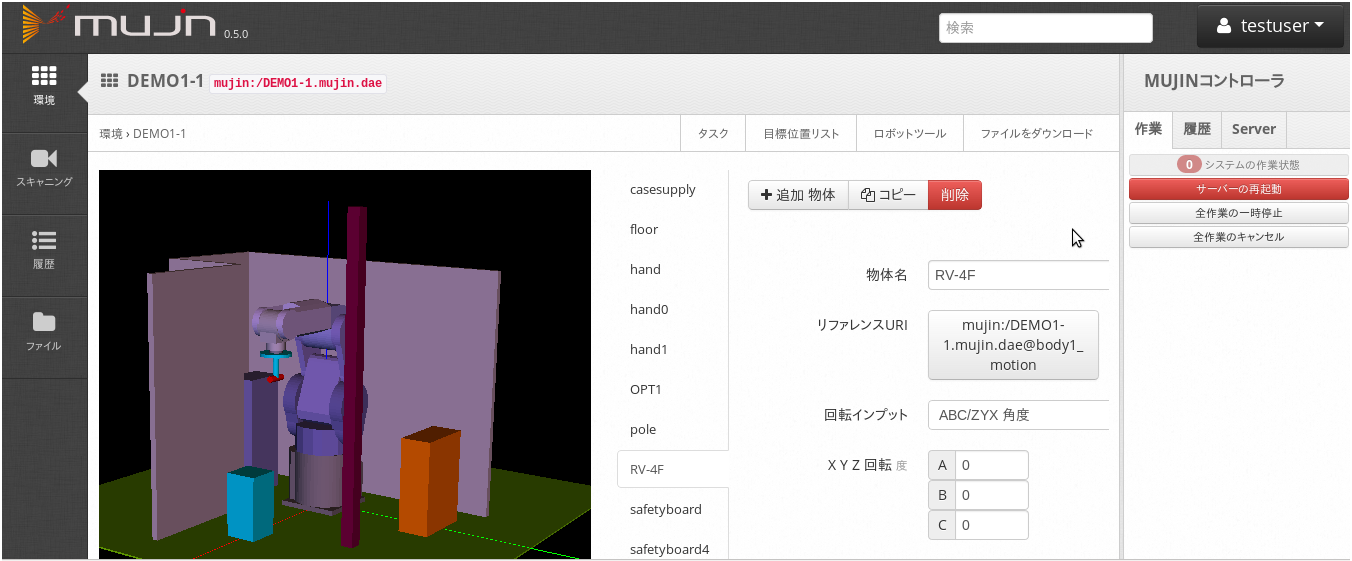 mujin 0.5.0
検索
testuser
環境
スキャニング
履歴
ファイル
DEMO1-1 mujin:/DEMO1-1.mujin.dae
環境 › DEMO1-1
タスク
目標位置リスト
ロボットツール
ファイルをダウンロード
casesupply
floor
hand
hand0
hand1
OPT1
pole
RV-4F
safetyboard
safetyboard4
追加 物体
コピー
削除
物体名 RV-4F
リファレンスURI
mujin:/DEMO1-
1.mujin.dae@body1_
motion
回転インプット ABC/ZYX 角度
X Y Z 回転 度
A 0
B 0
C 0
MUJINコントローラ
作業 履歴 Server
0 システムの作業状態
サーバーの再起動
全作業の一時停止
全作業のキャンセル